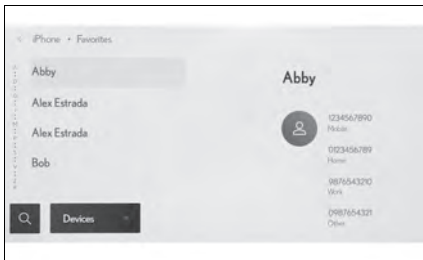 iPhone • Favorites
Abby
Alex Estrada
Alex Estrada
Bob
Devices
Abby
1234567890
Mobile
0123456789
Home
9876543210
Work
0987654321
Other